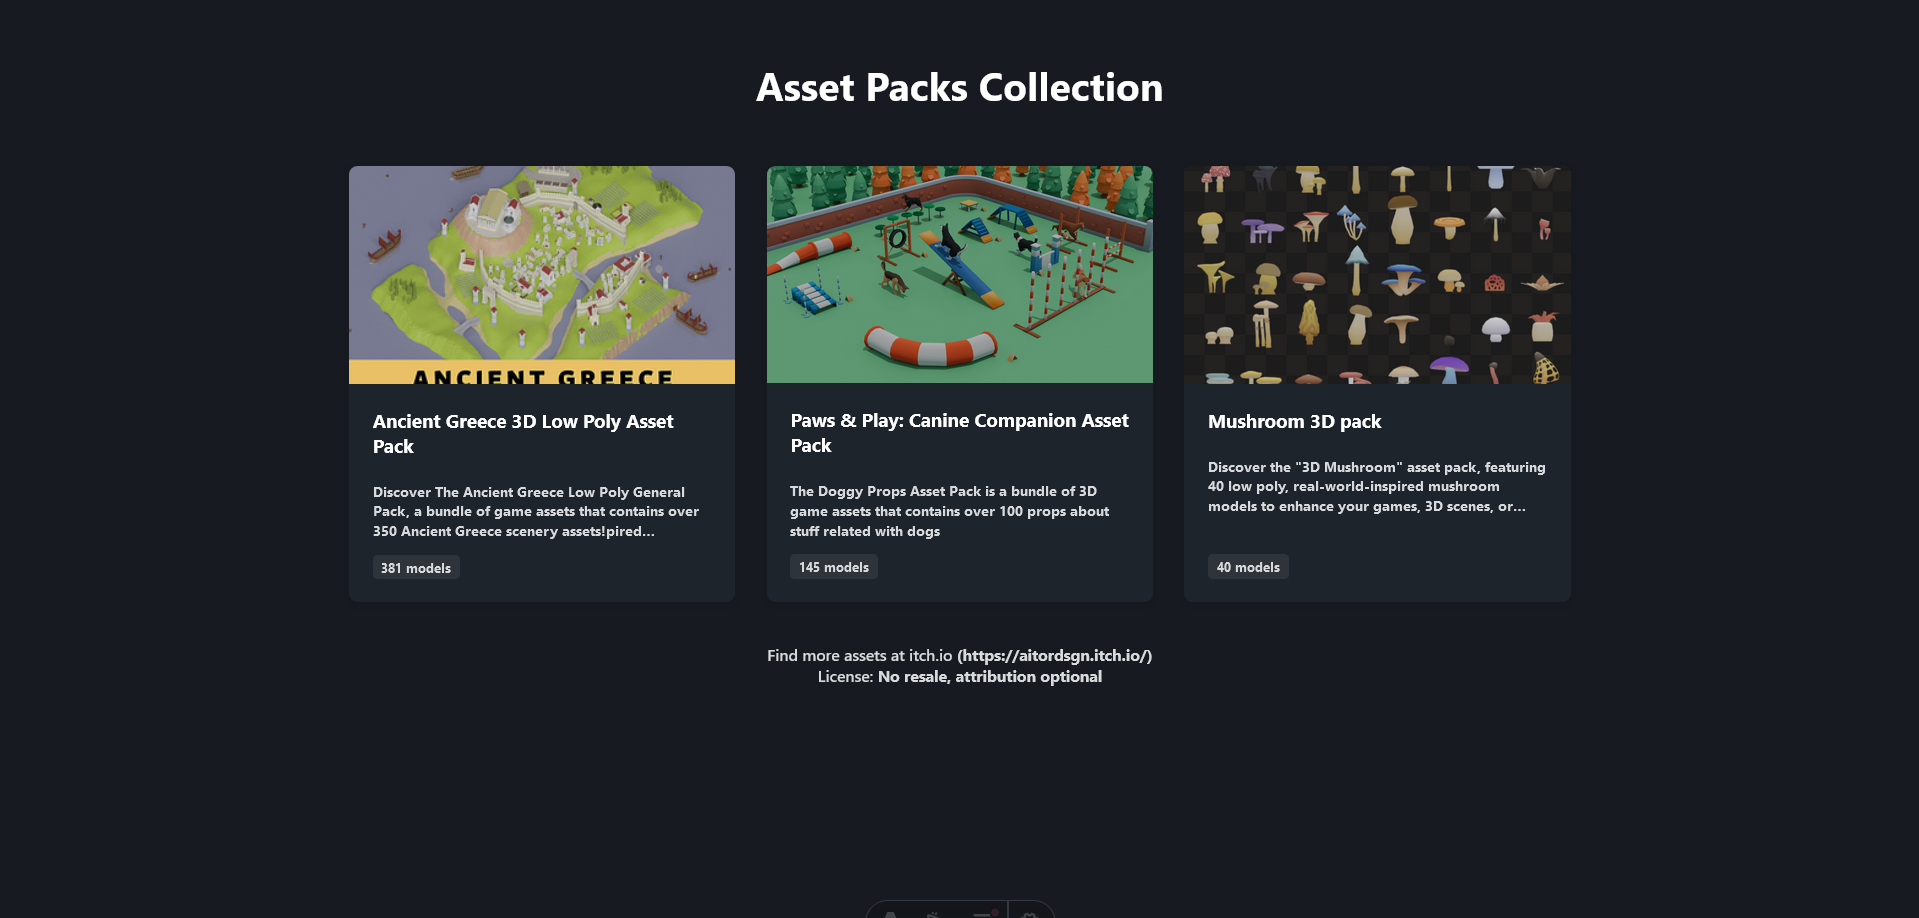 Asset Packs Collection
ANCIENT GREECE
Ancient Greece 3D Low Poly Asset
Pack
Discover The Ancient Greece Low Poly General
Pack, a bundle of game assets that contains over
350 Ancient Greece scenery assets!pired...
381 models
Paws & Play: Canine Companion Asset
Pack
The Doggy Props Asset Pack is a bundle of 3D
game assets that contains over 100 props about
stuff related with dogs
145 models
Mushroom 3D pack
Discover the "3D Mushroom" asset pack, featuring
40 low poly, real-world-inspired mushroom
models to enhance your games, 3D scenes, or...
40 models
Find more assets at itch.io (https://aitordsgn.itch.io/)
License: No resale, attribution optional